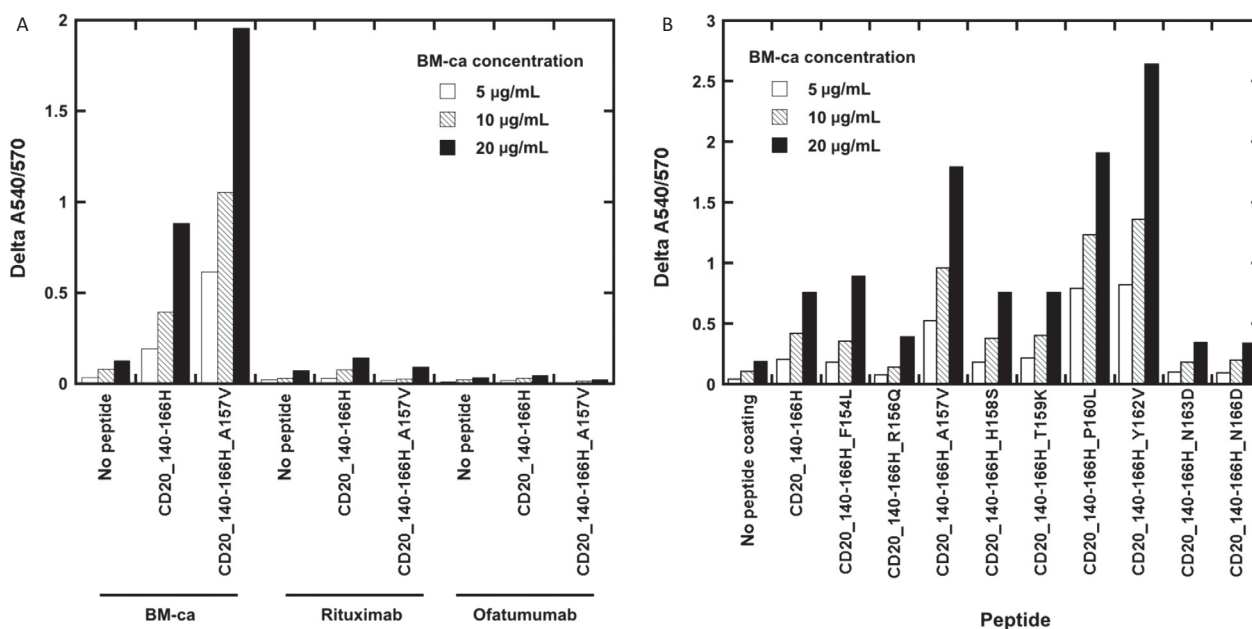 A
Delta A540/570
2
1.5
1
0.5
0
BM-ca concentration
5 µg/mL
10 µg/mL
20 µg/mL
No peptide
CD20_140-166H
CD20_140-166H_A157V
No peptide
CD20_140-166H
CD20_140-166H_A157V
No peptide
CD20_140-166H
CD20_140-166H_A157V
BM-ca
Rituximab
Ofatumumab
B
Delta A540/570
3
2.5
2
1.5
1
0.5
0
BM-ca concentration
5 µg/mL
10 µg/mL
20 µg/mL
No peptide coating
CD20_140-166H
CD20_140-166H_F154L
CD20_140-166H_R156Q
CD20_140-166H_A157V
CD20_140-166H_H158S
CD20_140-166H_T159K
CD20_140-166H_P160L
CD20_140-166H_Y162V
CD20_140-166H_N163D
CD20_140-166H_N166D
Peptide